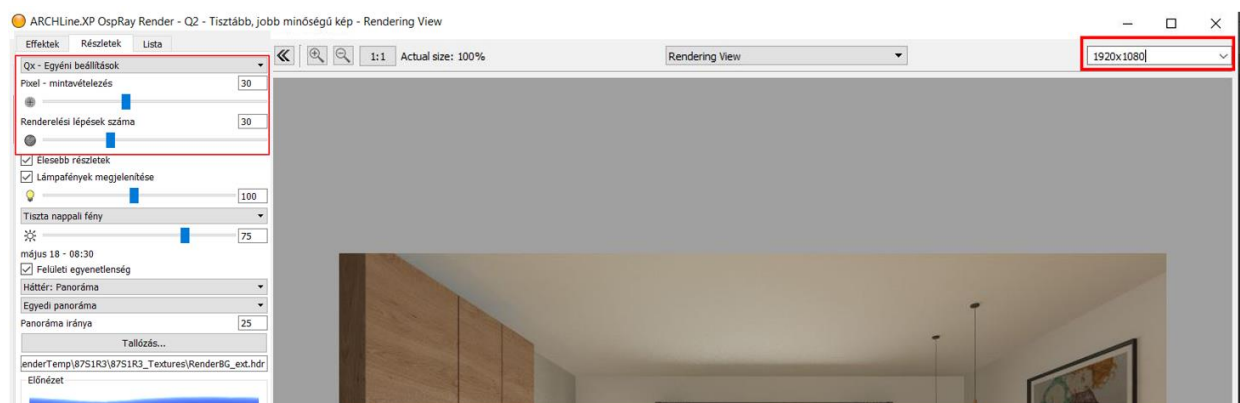 ARCHLine.XP OspRay Render - Q2 - Tisztább, jobb minőségű kép - Rendering View
Effektek Részletek Lista
1:1 Actual size: 100% Rendering View 1920x1080
Qx - Egyéni beállítások
Pixel - mintavételezés 30
Renderelési lépések száma 30
Élesebb részletek
Lámpafények megjelenítése
100
Tiszta nappali fény
75
május 18 - 08:30
Felületi egyenetlenség
Háttér: Panoráma
Egyedi panoráma
Panoráma iránya 25
Tallózás...
enderTemp\87S1R3\87S1R3_Textures\RenderBG_ext.hdr
Előnézet